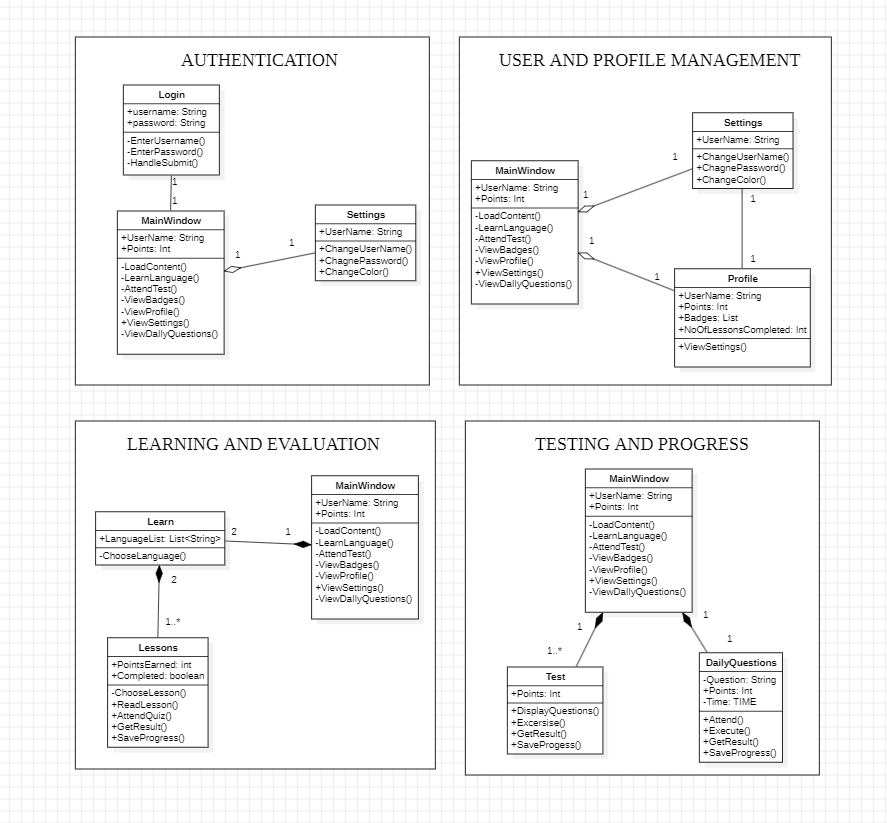 AUTHENTICATION
Login
+username: String
+password: String
-EnterUsername()
-EnterPassword()
-HandleSubmit()
1
1
MainWindow
+UserName: String
+Points: Int
-LoadContent()
-LearnLanguage()
-AttendTest()
-ViewBadges()
-ViewProfile()
+ViewSettings()
-ViewDallyQuestions()
1
1
Settings
+UserName: String
+ChangeUserName()
+ChagnePassword()
+ChangeColor()
USER AND PROFILE MANAGEMENT
MainWindow
+UserName: String
+Points: Int
-LoadContent()
-LearnLanguage()
-AttendTest()
-ViewBadges()
-ViewProfile()
+ViewSettings()
-ViewDallyQuestions()
1
1
1
1
Settings
+UserName: String
+ChangeUserName()
+ChagnePassword()
+ChangeColor()
1
1
Profile
+UserName: String
+Points: Int
+Badges: List
+NoOfLessonsCompleted: Int
+ViewSettings()
LEARNING AND EVALUATION
Learn
+LanguageList: List<String>
-ChooseLanguage()
2
1
MainWindow
+UserName: String
+Points: Int
-LoadContent()
-LearnLanguage()
-AttendTest()
-ViewBadges()
-ViewProfile()
+ViewSettings()
-ViewDallyQuestions()
2
1..*
Lessons
+PointsEarned: int
+Completed: boolean
-ChooseLesson()
+ReadLesson()
+AttendQuiz()
+GetResult()
+SaveProgress()
TESTING AND PROGRESS
MainWindow
+UserName: String
+Points: Int
-LoadContent()
-LearnLanguage()
-AttendTest()
-ViewBadges()
-ViewProfile()
+ViewSettings()
-ViewDallyQuestions()
1
1..*
1
1
Test
+Points: Int
+DisplayQuestions()
+Excersise()
+GetResult()
+SaveProgess()
DailyQuestions
-Question: String
+Points: Int
-Time: TIME
+Attend()
+Execute()
+GetResult()
+SaveProgress()